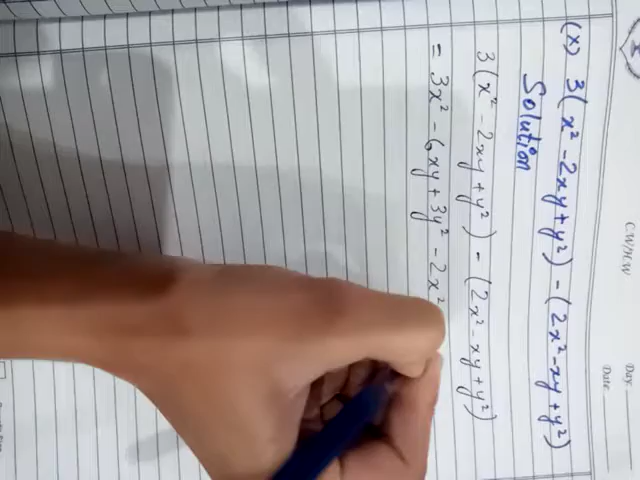 CW/HW
Day
Date
(x) 3(x² - 2xy + y²) - (2x² - xy + y²)
Solution
3(x² - 2xy + y²) - (2x² - xy + y²)
= 3x² - 6xy + 3y² - 2x²